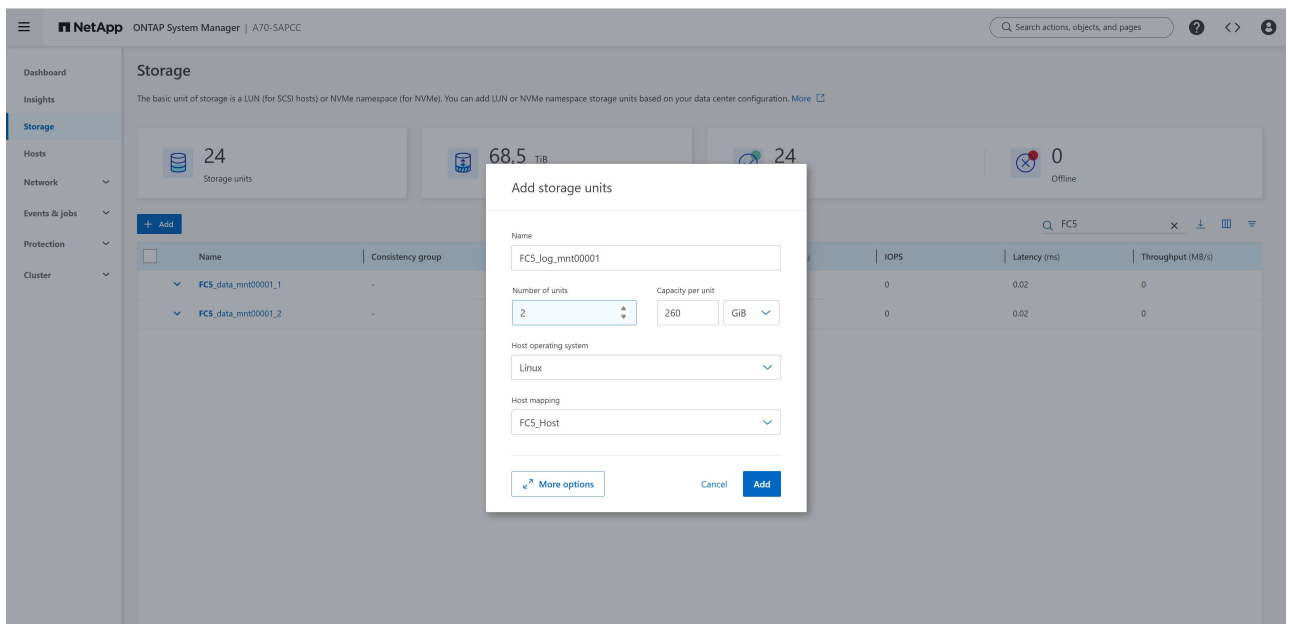 NetApp ONTAP System Manager | A70-SAPCC
Search actions, objects, and pages
Dashboard
Insights
Storage
Hosts
Network
Events & jobs
Protection
Cluster
Storage
The basic unit of storage is a LUN (for SCSI hosts) or NVMe namespace (for NVMe). You can add LUN or NVMe namespace storage units based on your data center configuration. More
24
Storage units
68,5 TiB
24
0
Offline
+ Add
FC5
Name Consistency group IOPS Latency (ms) Throughput (MB/s)
FC5_data_mnt00001_1 - 0 0.02 0
FC5_data_mnt00001_2 - 0 0.02 0
Add storage units
Name
FC5_log_mnt00001
Number of units Capacity per unit
2 260 GiB
Host operating system
Linux
Host mapping
FC5_Host
More options Cancel Add